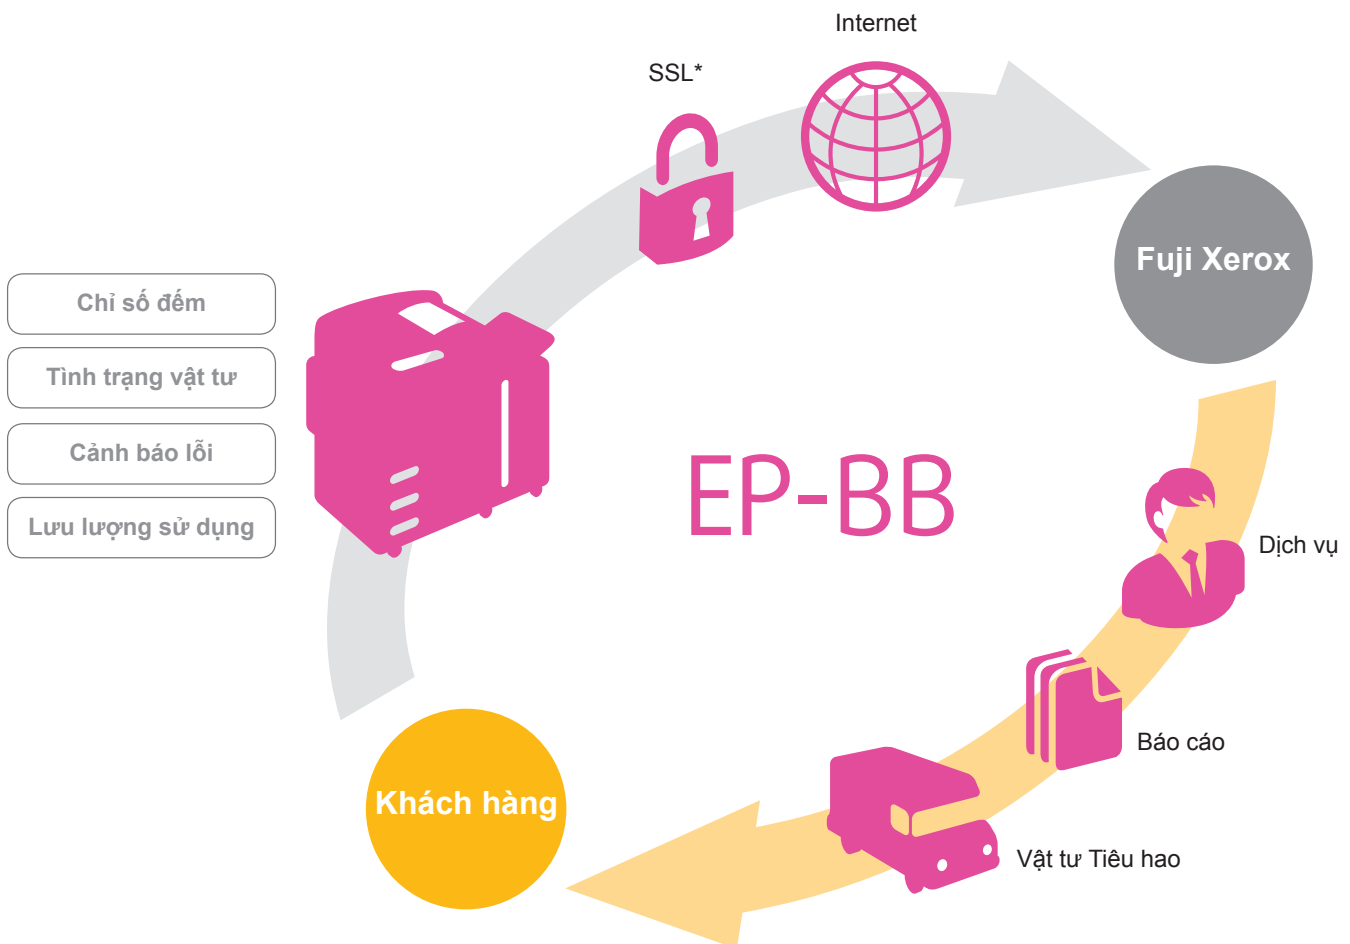 Internet
SSL*
Fuji Xerox
Chỉ số đếm
Tình trạng vật tư
Cảnh báo lỗi
Lưu lượng sử dụng
EP-BB
Dịch vụ
Báo cáo
Khách hàng
Vật tư Tiêu hao